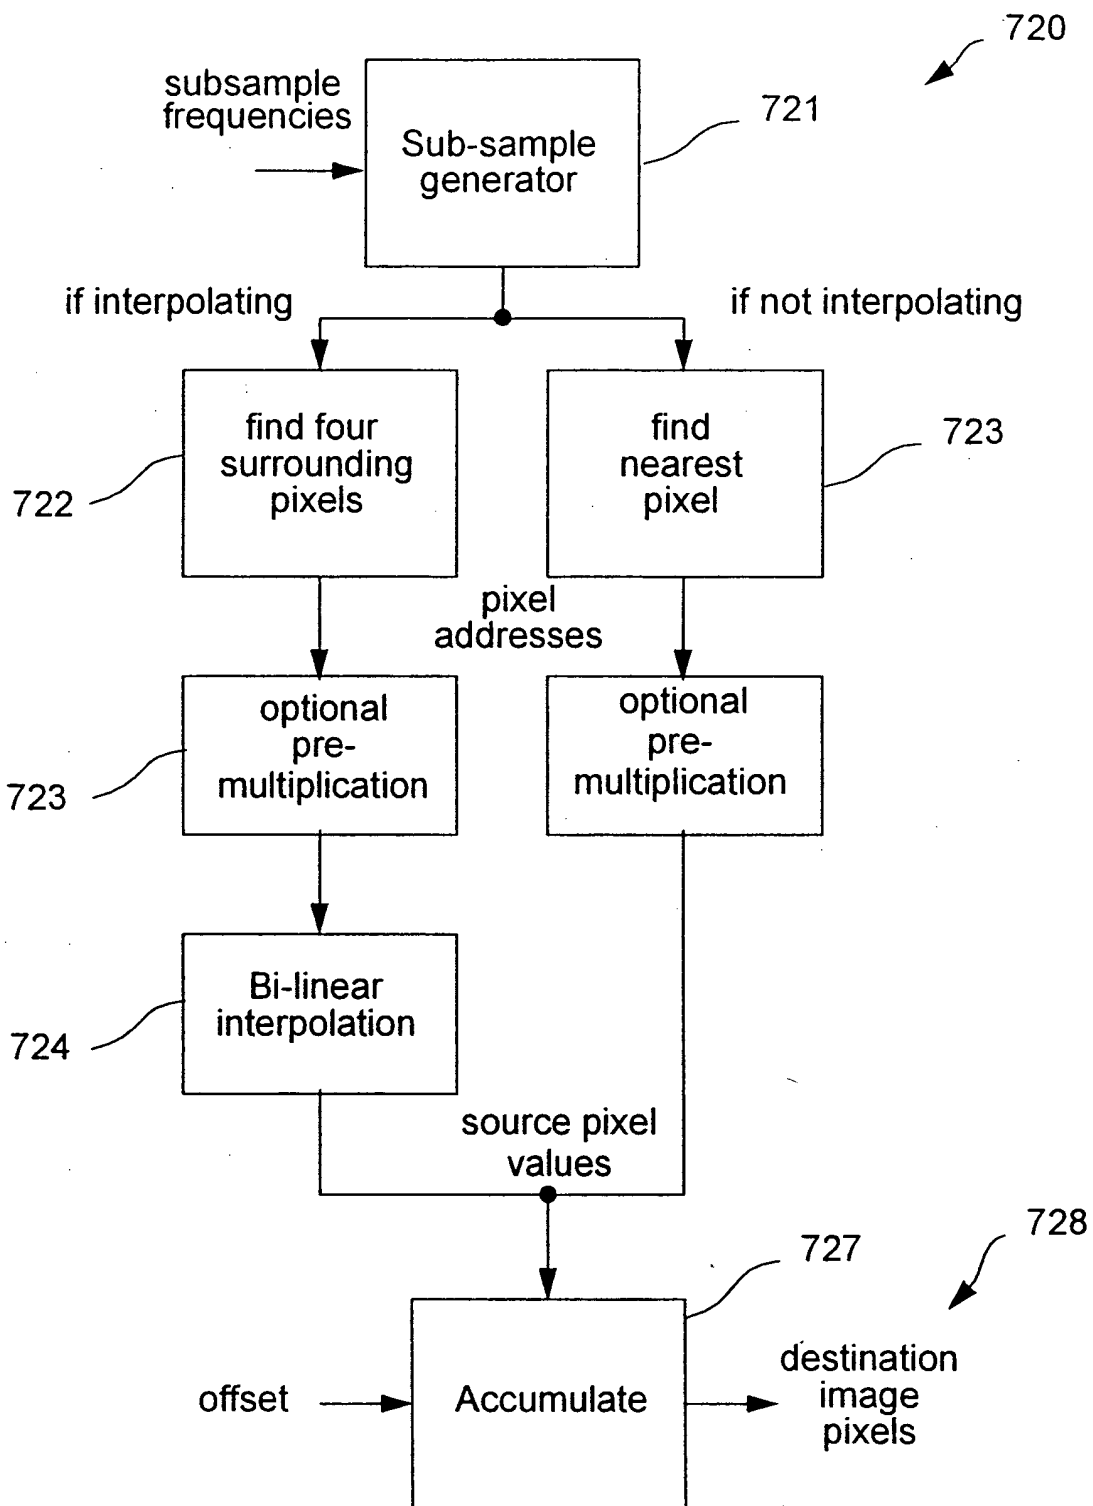 720
subsample
frequencies
721
Sub-sample
generator
if interpolating
if not interpolating
find four
surrounding
pixels
722
find
nearest
pixel
723
pixel
addresses
optional
pre-
multiplication
723
optional
pre-
multiplication
Bi-linear
interpolation
724
source pixel
values
727
728
offset
Accumulate
destination
image
pixels